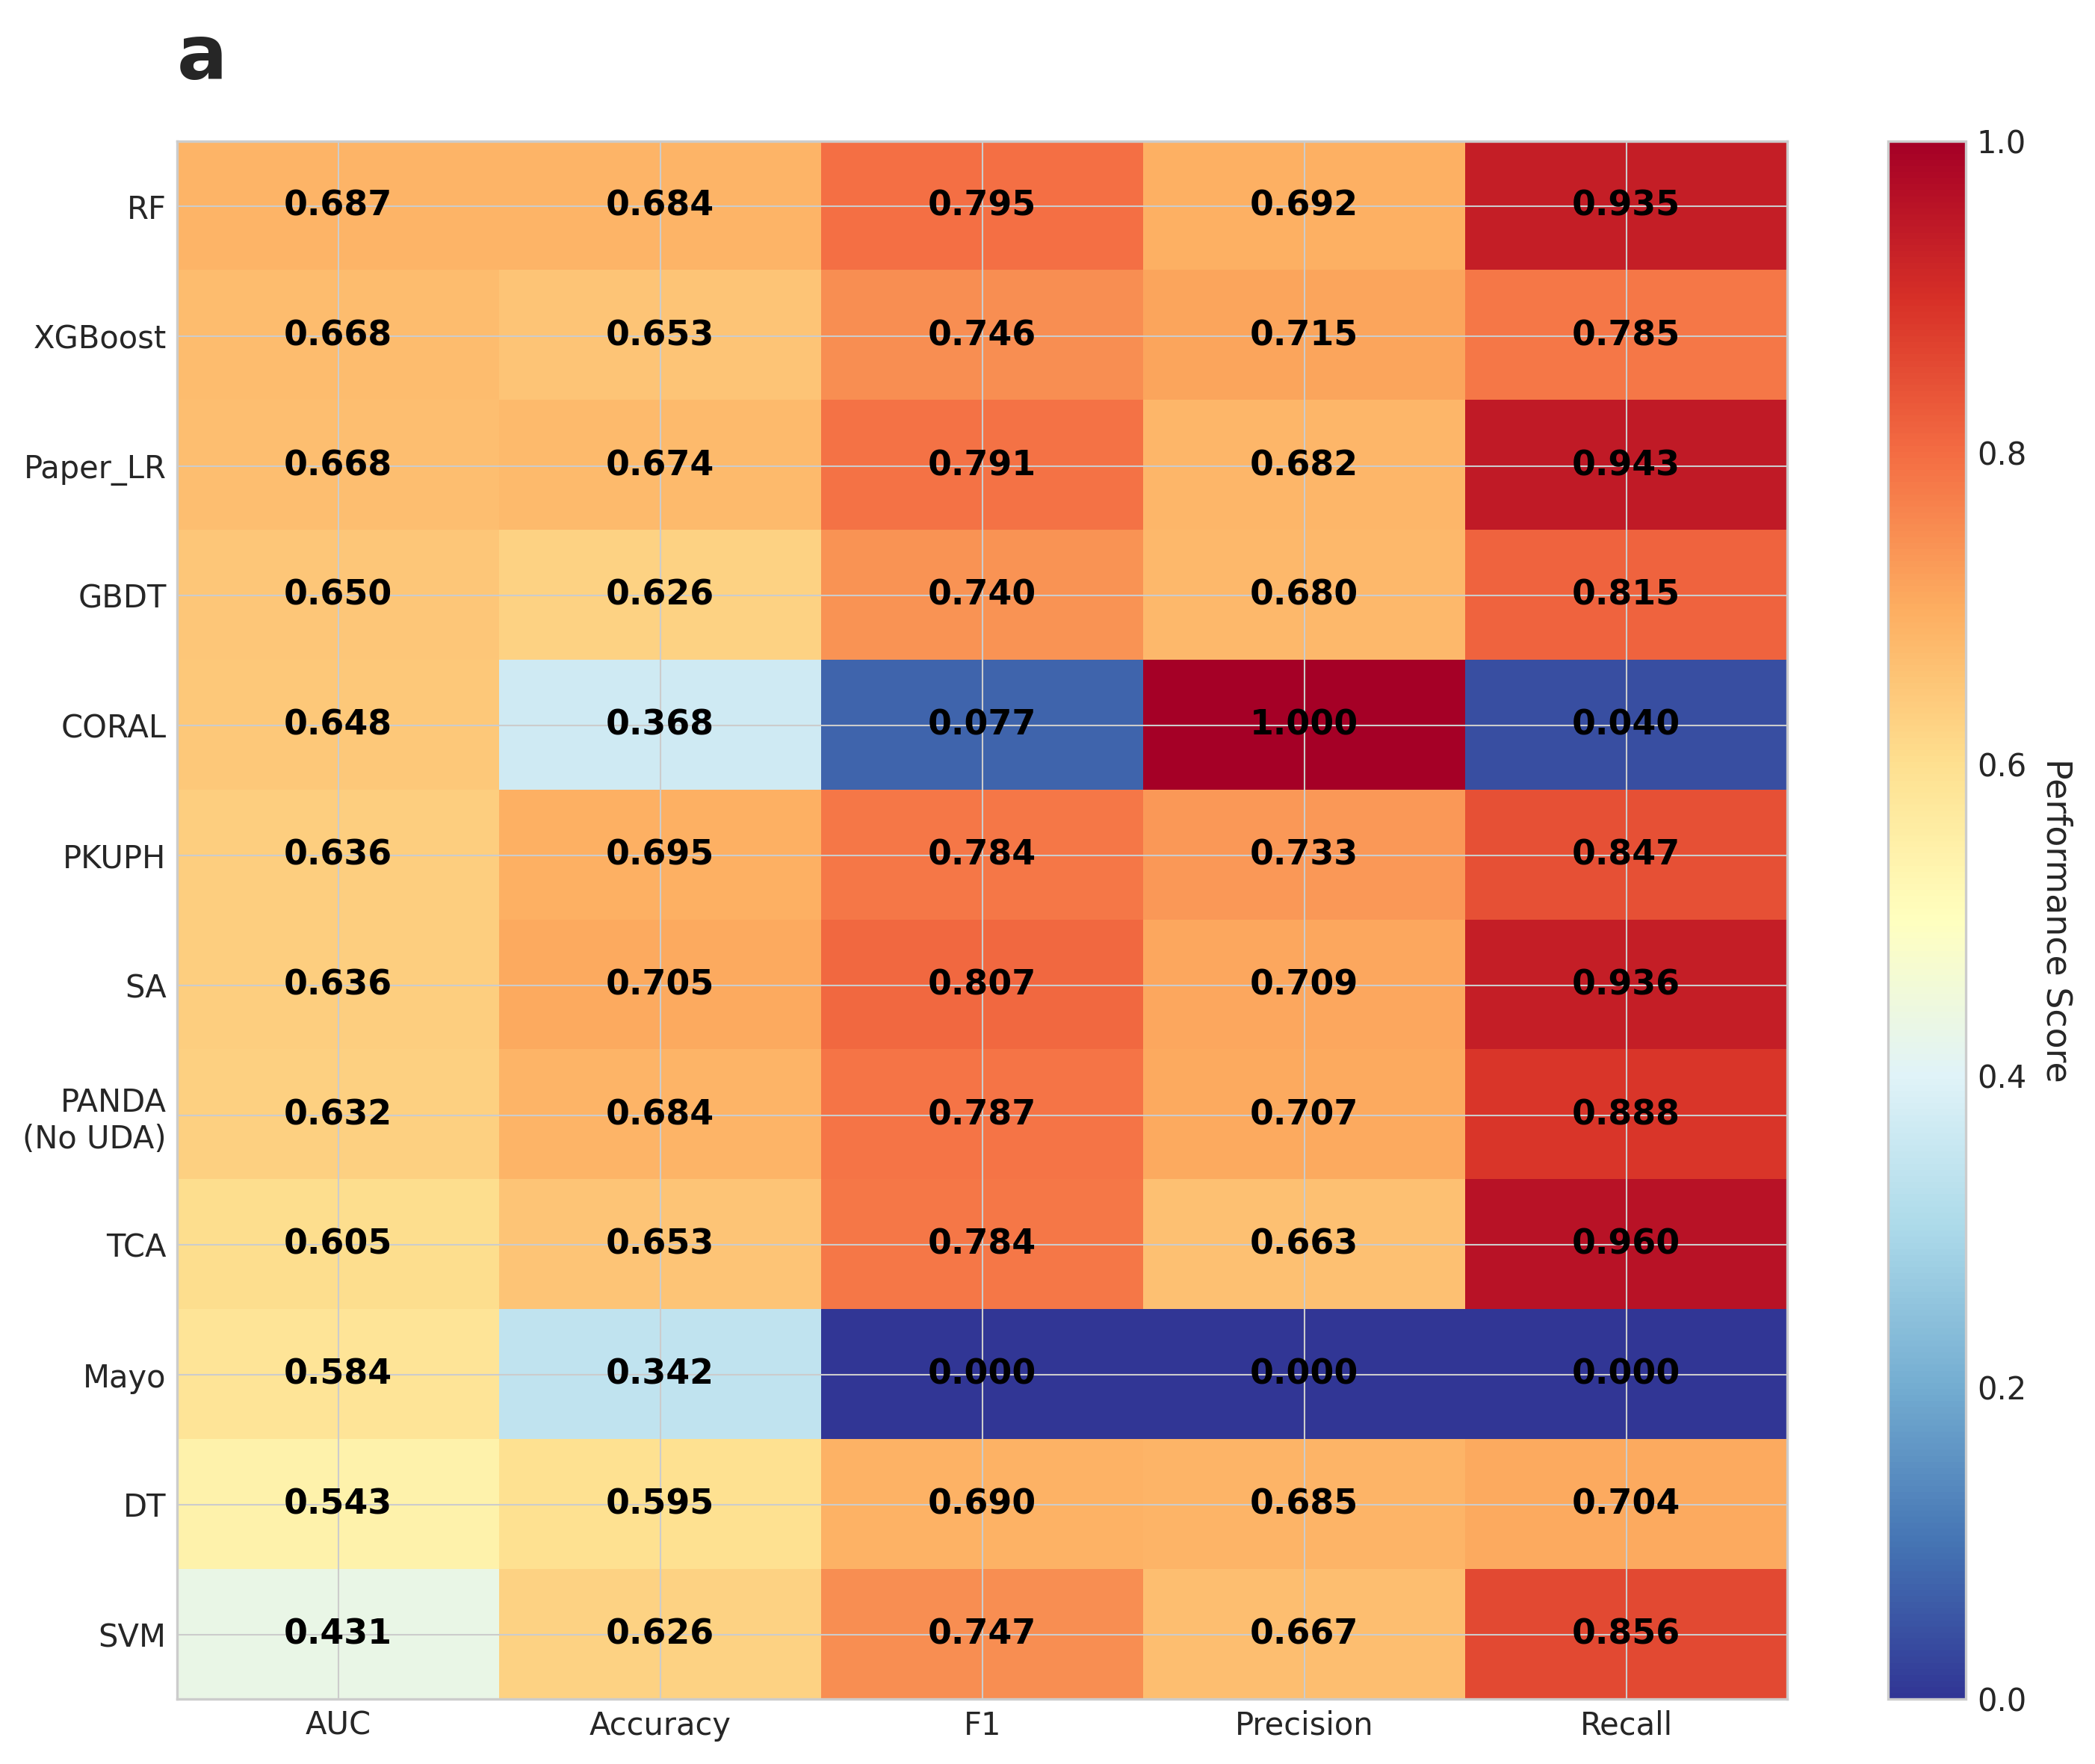 a
RF 0.687 0.684 0.795 0.692 0.935
XGBoost 0.668 0.653 0.746 0.715 0.785
Paper_LR 0.668 0.674 0.791 0.682 0.943
GBDT 0.650 0.626 0.740 0.680 0.815
CORAL 0.648 0.368 0.077 1.000 0.040
PKUPH 0.636 0.695 0.784 0.733 0.847
SA 0.636 0.705 0.807 0.709 0.936
PANDA
(No UDA) 0.632 0.684 0.787 0.707 0.888
TCA 0.605 0.653 0.784 0.663 0.960
Mayo 0.584 0.342 0.000 0.000 0.000
DT 0.543 0.595 0.690 0.685 0.704
SVM 0.431 0.626 0.747 0.667 0.856
AUC Accuracy F1 Precision Recall
1.0
0.8
0.6
0.4
0.2
0.0
Performance Score